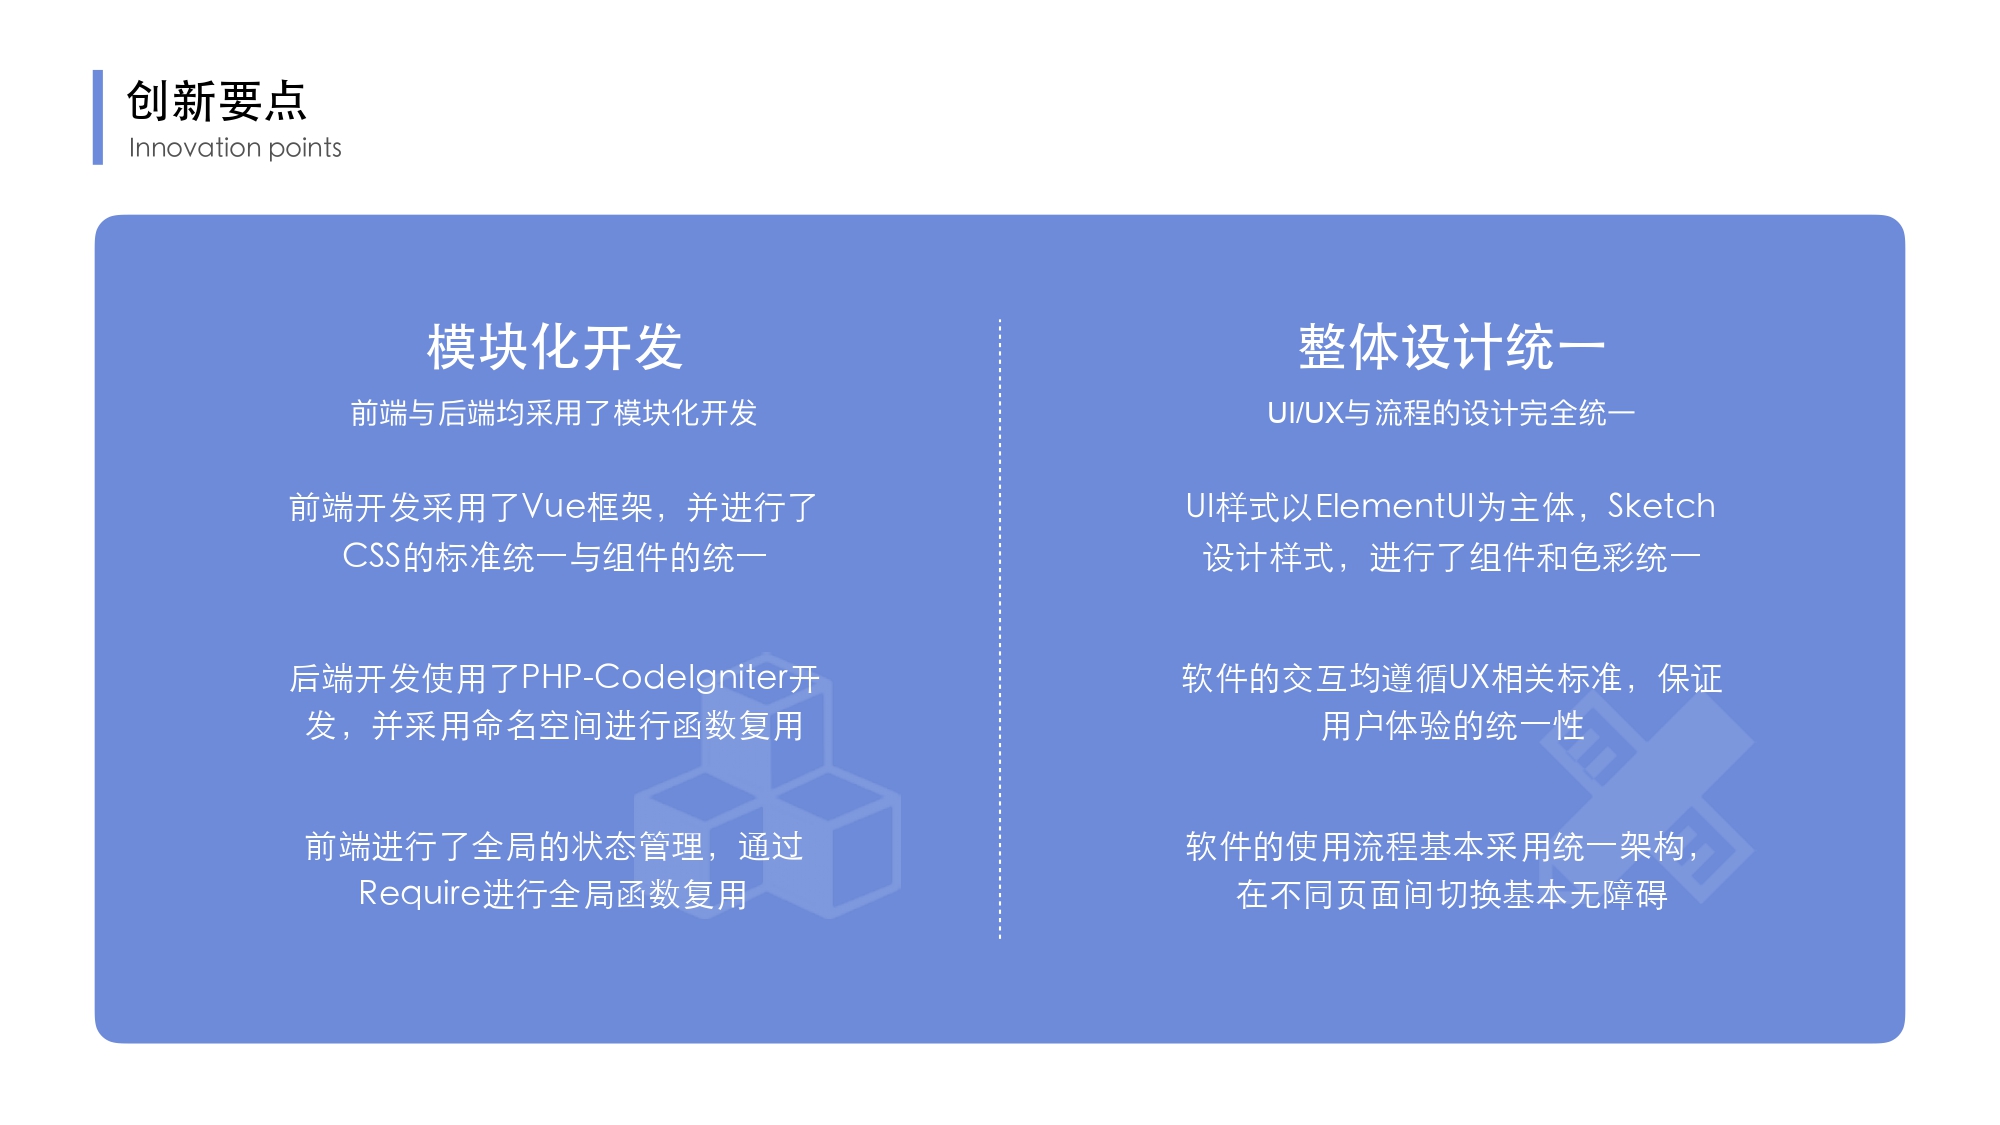 创新要点
Innovation points
模块化开发
前端与后端均采用了模块化开发
前端开发采用了Vue框架，并进行了
CSS的标准统一与组件的统一
后端开发使用了PHP-CodeIgniter开
发，并采用命名空间进行函数复用
前端进行了全局的状态管理，通过
Require进行全局函数复用
整体设计统一
UI/UX与流程的设计完全统一
UI样式以ElementUI为主体，Sketch
设计样式，进行了组件和色彩统一
软件的交互均遵循UX相关标准，保证
用户体验的统一性
软件的使用流程基本采用统一架构，
在不同页面间切换基本无障碍